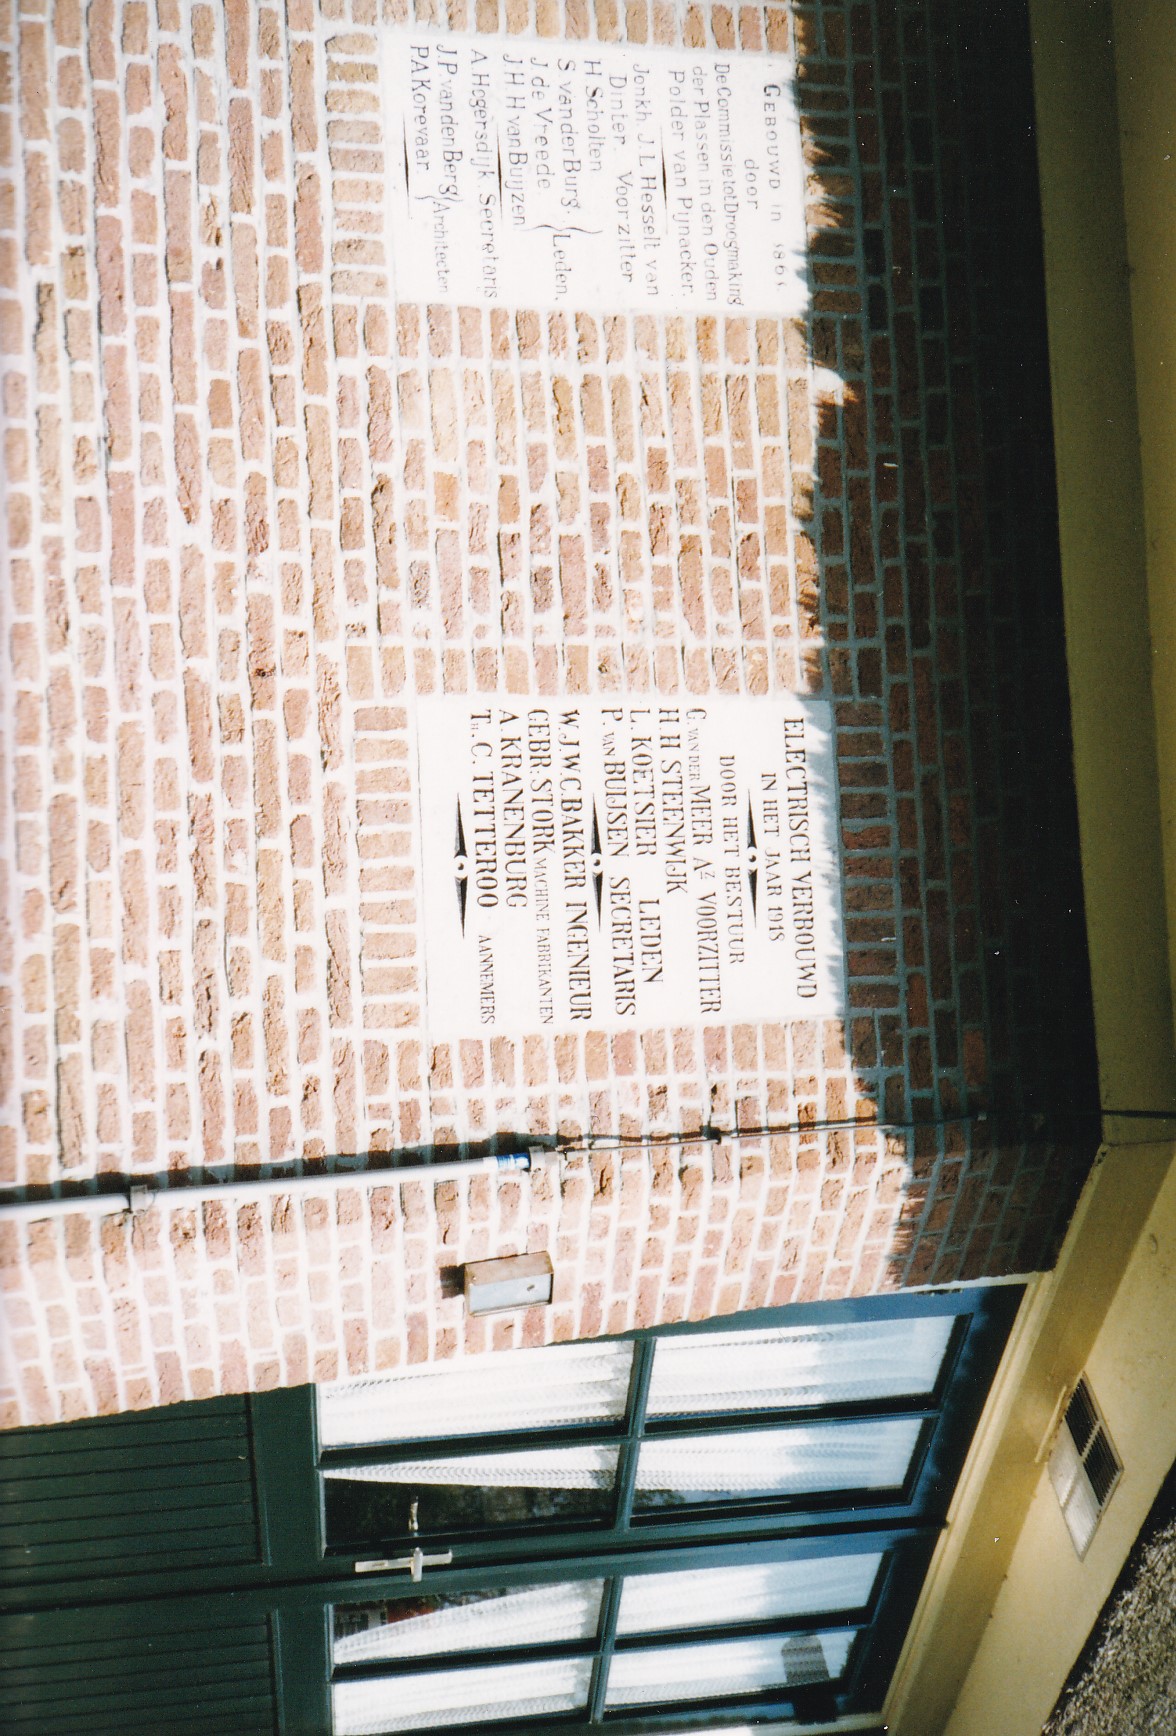 GEBOUWD in
door
De Commissie tot Droogmaking
der Plassen in den Ouden
Polder van Pijnacker.
Jonkh. J. L. Hesselt van
Dinter. Voorzitter
H Scholten
S van der Burg.
J de Vreede Leden.
J. H H van Buijzen
A. Hogersdijk. Secretaris
J. P. van den Berg Architecten
P A Korevaar
ELECTRISCH VERBOUWD
IN HET JAAR 1918
DOOR HET BESTUUR
G. VAN DER MEER AZ. VOORZITTER
H. H STEENWIJK
L. KOETSIER LEDEN
P. VAN BUIJSEN SECRETARIS
W. J. W. C. BAKKER INGENIEUR
GEBR: STORK MACHINE FABRIKANTEN
A. KRANENBURG
TH. C. TETTEROO AANNEMERS